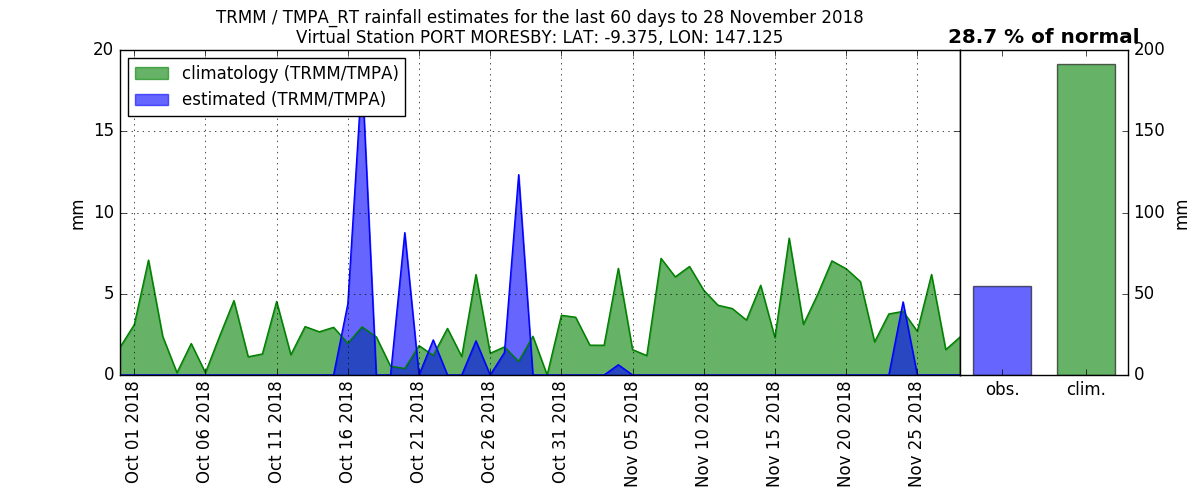 TRMM / TMPA_RT rainfall estimates for the last 60 days to 28 November 2018
Virtual Station PORT MORESBY: LAT: -9.375, LON: 147.125
28.7 % of normal
climatology (TRMM/TMPA)
estimated (TRMM/TMPA)
20
15
10
5
0
mm
Oct 01 2018
Oct 06 2018
Oct 11 2018
Oct 16 2018
Oct 21 2018
Oct 26 2018
Oct 31 2018
Nov 05 2018
Nov 10 2018
Nov 15 2018
Nov 20 2018
Nov 25 2018
obs.
clim.
200
150
100
50
0
mm